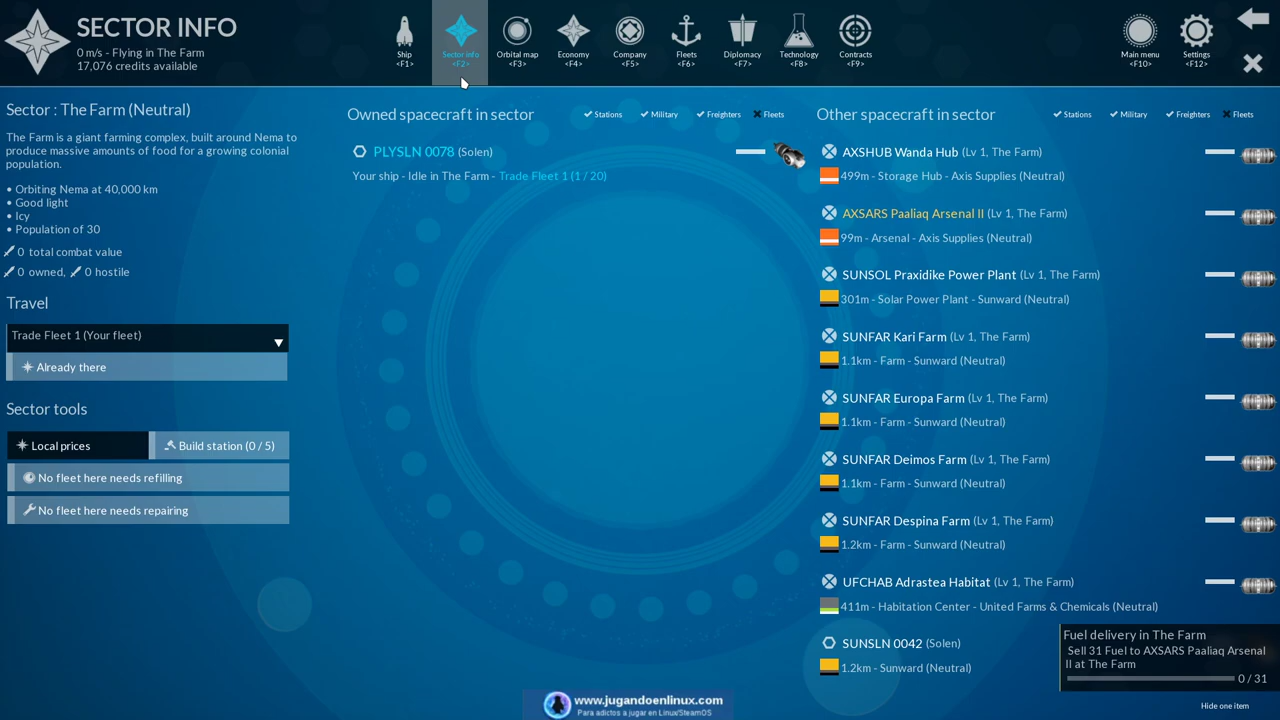 SECTOR INFO
0 m/s - Flying in The Farm
17,076 credits available
Ship
<F1>
Sector info
<F2>
Orbital map
<F3>
Economy
<F4>
Company
<F5>
Fleets
<F6>
Diplomacy
<F7>
Technology
<F8>
Contracts
<F9>
Main menu
<F10>
Settings
<F12>
Sector : The Farm (Neutral)
The Farm is a giant farming complex, built around Nema to
produce massive amounts of food for a growing colonial
population.
• Orbiting Nema at 40,000 km
• Good light
• Icy
• Population of 30
0 total combat value
0 owned, 0 hostile
Travel
Trade Fleet 1 (Your fleet)
Already there
Sector tools
Local prices
Build station (0 / 5)
No fleet here needs refilling
No fleet here needs repairing
Owned spacecraft in sector
Stations
Military
Freighters
Fleets
PLYSLN 0078 (Solen)
Your ship - Idle in The Farm - Trade Fleet 1 (1 / 20)
Other spacecraft in sector
Stations
Military
Freighters
Fleets
AXSHUB Wanda Hub (Lv 1, The Farm)
499m - Storage Hub - Axis Supplies (Neutral)
AXSARS Paaliaq Arsenal II (Lv 1, The Farm)
99m - Arsenal - Axis Supplies (Neutral)
SUNSOL Praxidike Power Plant (Lv 1, The Farm)
301m - Solar Power Plant - Sunward (Neutral)
SUNFAR Kari Farm (Lv 1, The Farm)
1.1km - Farm - Sunward (Neutral)
SUNFAR Europa Farm (Lv 1, The Farm)
1.1km - Farm - Sunward (Neutral)
SUNFAR Deimos Farm (Lv 1, The Farm)
1.1km - Farm - Sunward (Neutral)
SUNFAR Despina Farm (Lv 1, The Farm)
1.2km - Farm - Sunward (Neutral)
UFCHAB Adrastea Habitat (Lv 1, The Farm)
411m - Habitation Center - United Farms & Chemicals (Neutral)
SUNSLN 0042 (Solen)
1.2km - Sunward (Neutral)
Fuel delivery in The Farm
Sell 31 Fuel to AXSARS Paaliaq Arsenal
II at The Farm
0 / 31
Hide one item
www.jugandoenlinux.com
Para adictos a jugar en Linux/SteamOS